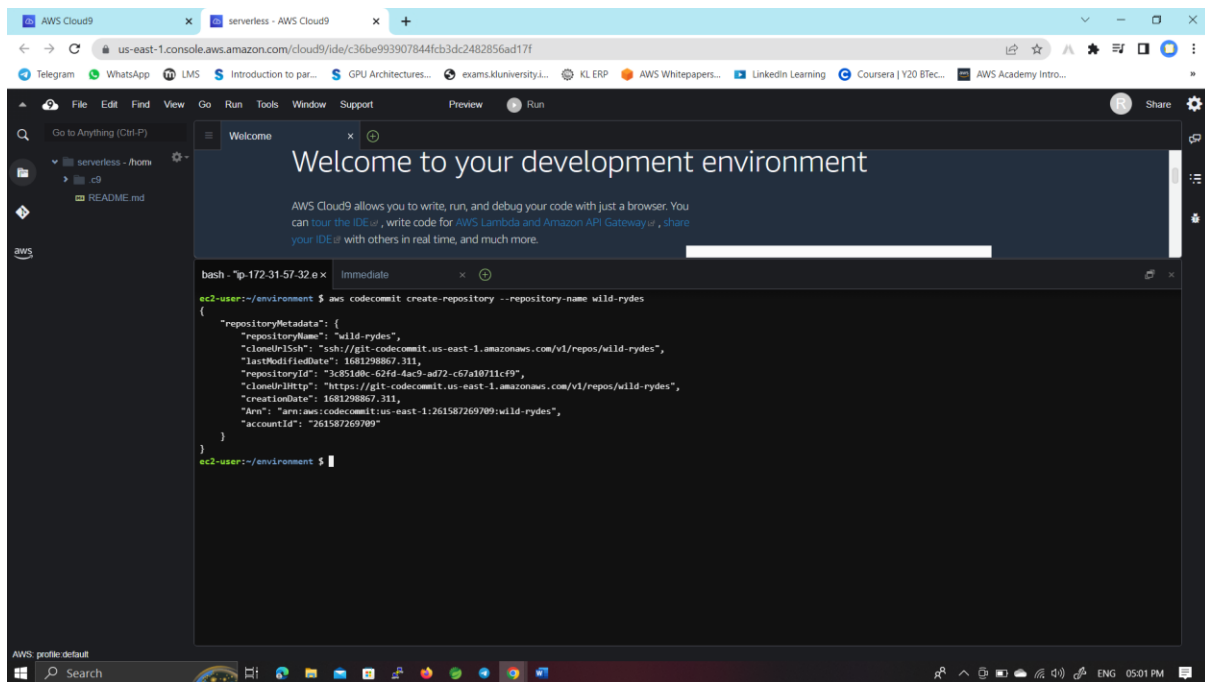 AWS Cloud9
serverless - AWS Cloud9
us-east-1.console.aws.amazon.com/cloud9/ide/c36be993907844fcb3dc2482856ad17f
Telegram WhatsApp LMS Introduction to par... GPU Architectures... exams.kluniversity.i... KL ERP AWS Whitepapers... LinkedIn Learning Coursera | Y20 BTec... AWS Academy Intro... »
File Edit Find View Go Run Tools Window Support Preview Run R Share
Go to Anything (Ctrl-P)
serverless - /hom
.c9
README.md
aws
Welcome
Welcome to your development environment
AWS Cloud9 allows you to write, run, and debug your code with just a browser. You
can tour the IDE, write code for AWS Lambda and Amazon API Gateway, share
your IDE with others in real time, and much more.
bash - "ip-172-31-57-32.e Immediate
ec2-user:~/environment $ aws codecommit create-repository --repository-name wild-rydes
{
"repositoryMetadata": {
"repositoryName": "wild-rydes",
"cloneUrlSsh": "ssh://git-codecommit.us-east-1.amazonaws.com/v1/repos/wild-rydes",
"lastModifiedDate": 1681298867.311,
"repositoryId": "3c851d0c-62fd-4ac9-ad72-c67a10711cf9",
"cloneUrlHttp": "https://git-codecommit.us-east-1.amazonaws.com/v1/repos/wild-rydes",
"creationDate": 1681298867.311,
"Arn": "arn:aws:codecommit:us-east-1:261587269709:wild-rydes",
"accountId": "261587269709"
}
}
ec2-user:~/environment $
AWS: profile:default
Search
ENG 05:01 PM